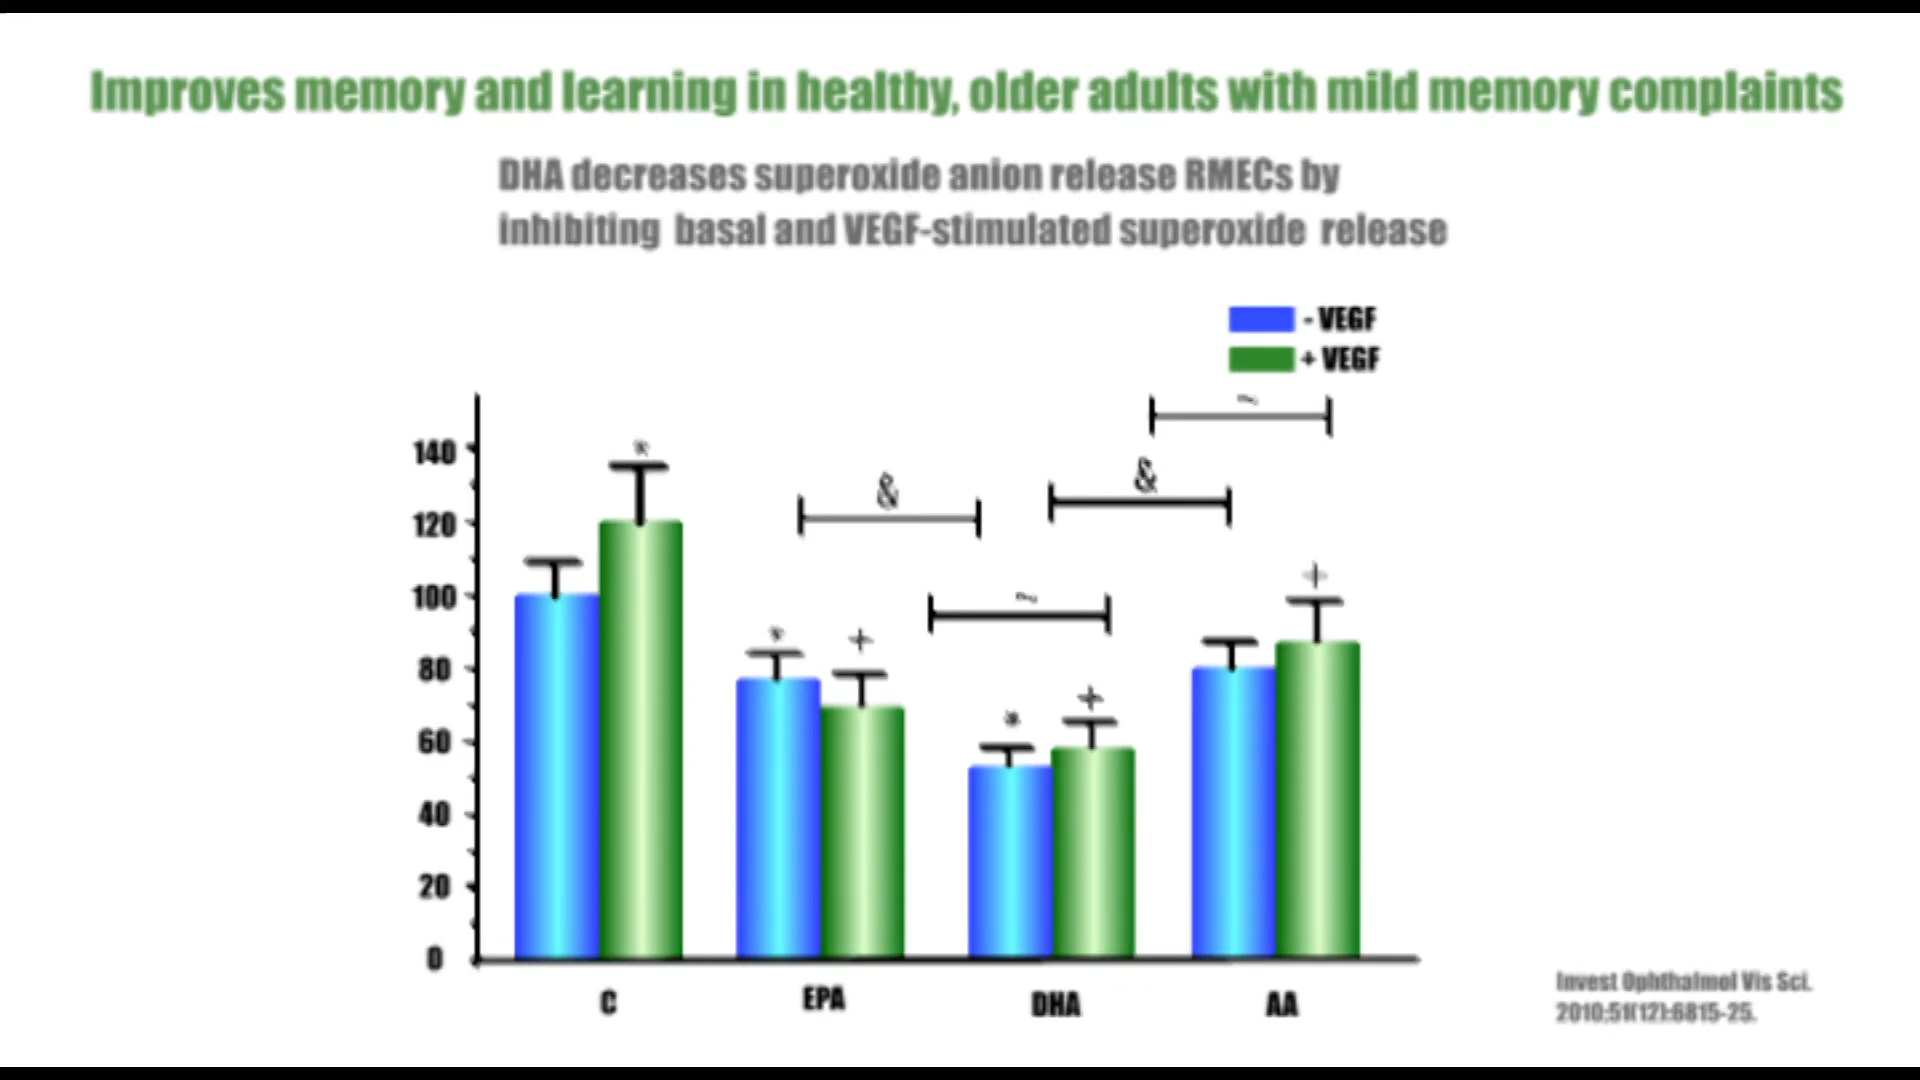 Improves memory and learning in healthy, older adults with mild memory complaints
DHA decreases superoxide anion release RMECs by
inhibiting basal and VEGF-stimulated superoxide release
- VEGF
+ VEGF
~
140
*
&
&
120
100
~
+
*
+
80
*
+
60
40
20
0
C
EPA
DHA
AA
Invest Ophthalmol Vis Sci.
2010;51(12):6815-25.